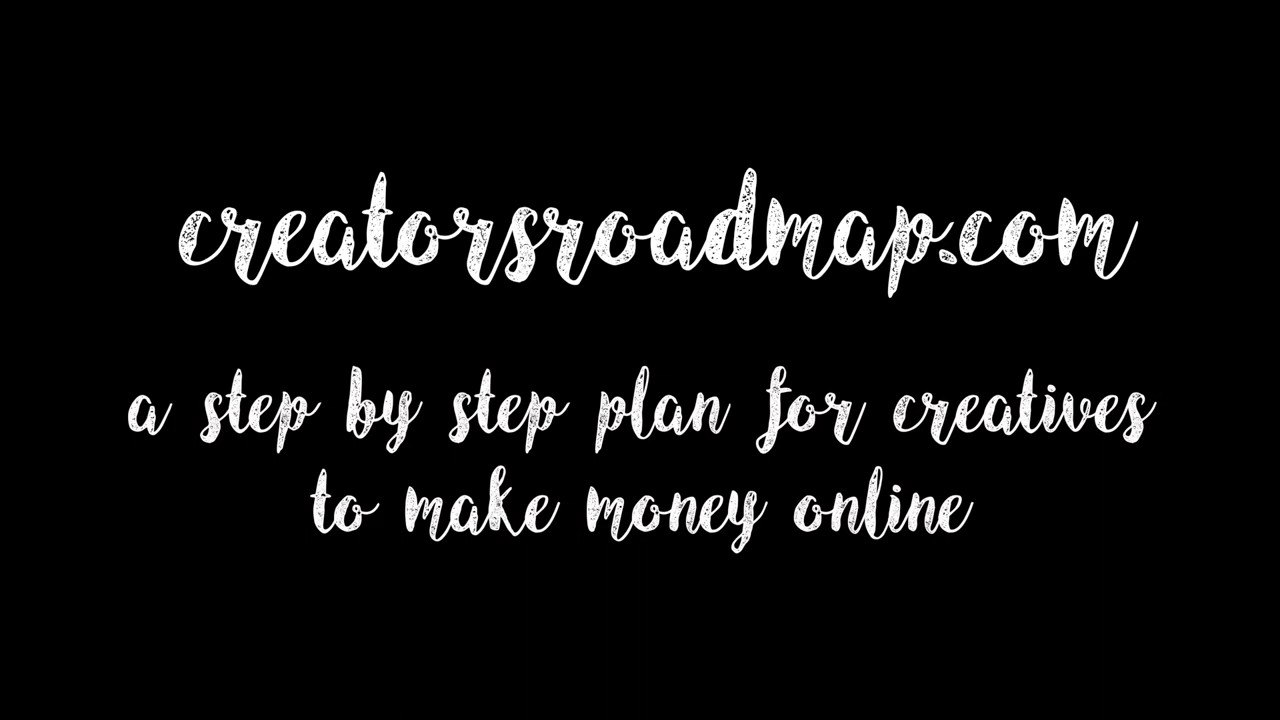 creatorsroadmap.com
a step by step plan for creatives
to make money online